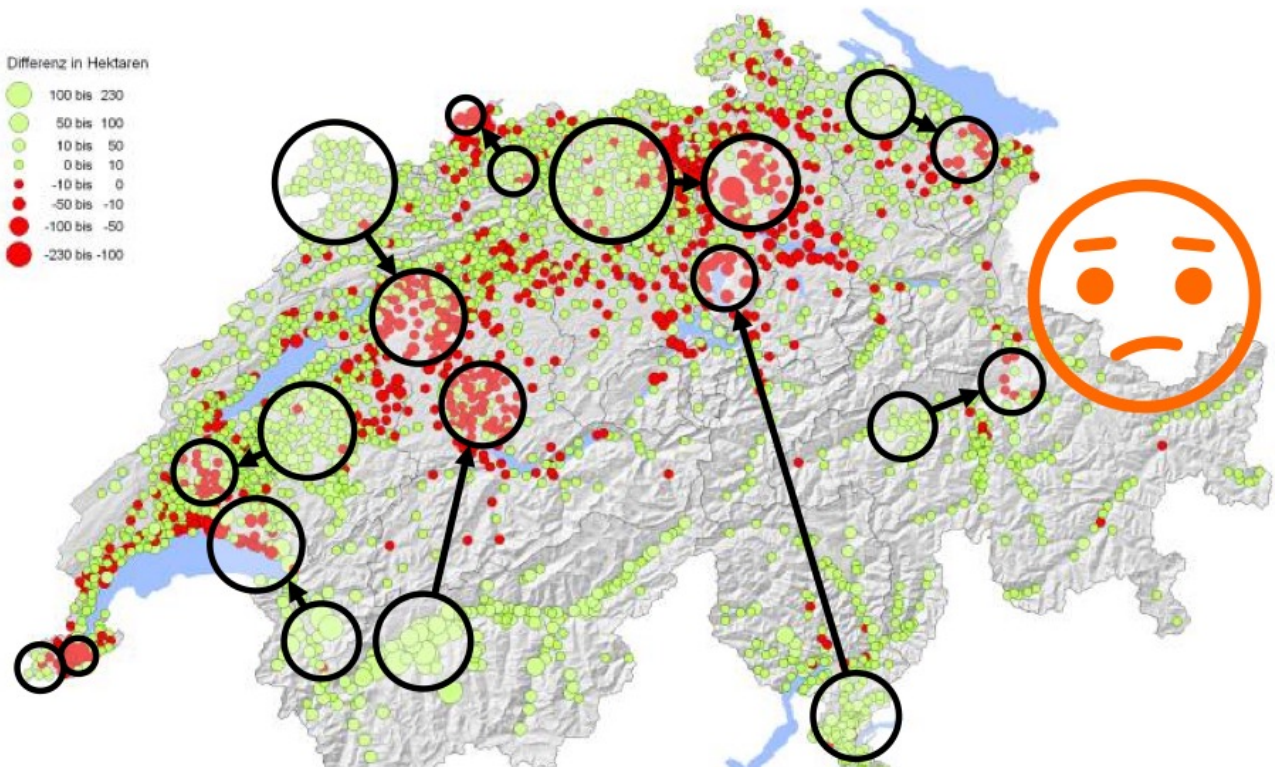 Differenz in Hektaren
100 bis 230
50 bis 100
10 bis 50
0 bis 10
-10 bis 0
-50 bis -10
-100 bis -50
-230 bis -100